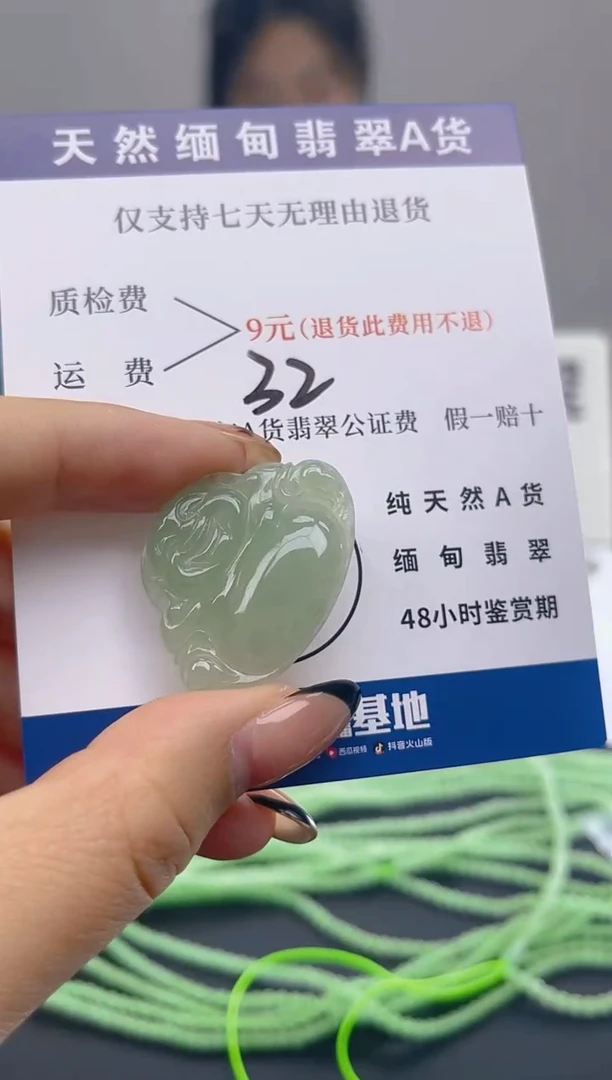 天然缅甸翡翠A货
仅支持七天无理由退货
质检费
9元(退货此费用不退)
运 费
32
A货翡翠公证费 假一赔十
纯天然A货
缅甸翡翠
48小时鉴赏期
基地
西瓜视频 抖音火山版